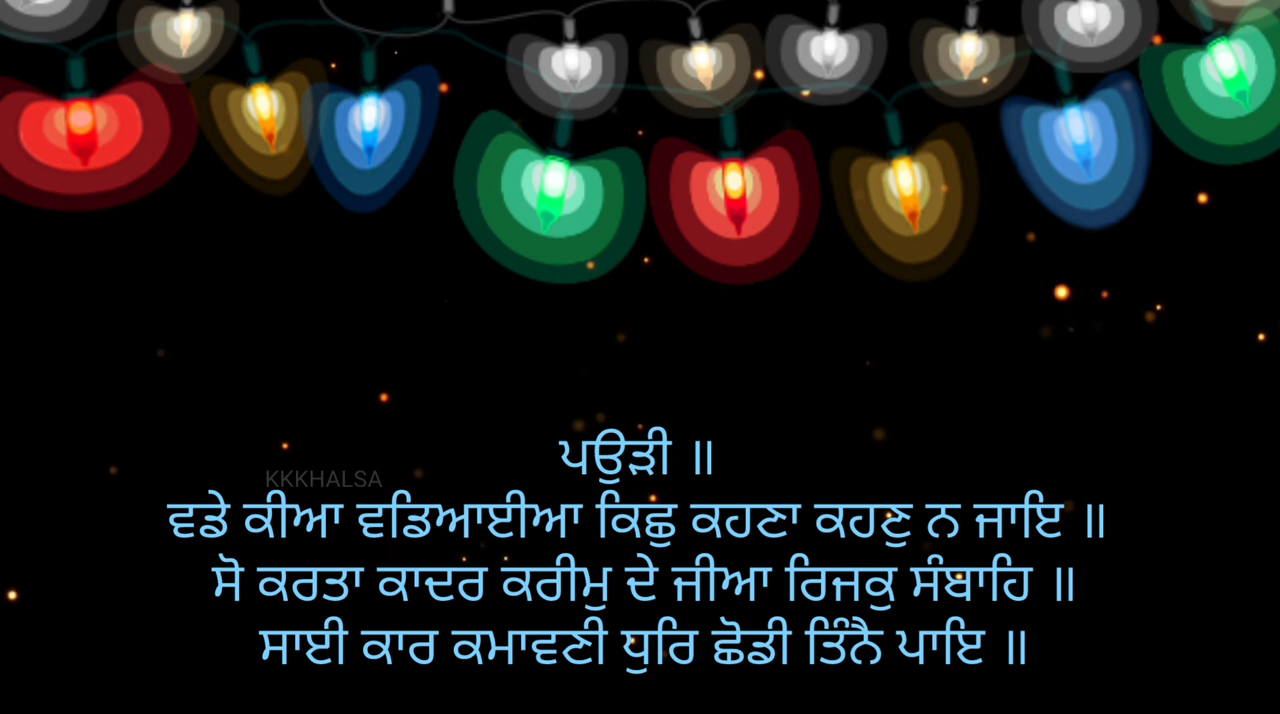 ਪਉੜੀ ॥
KKKHALSA
ਵਡੇ ਕੀਆ ਵਡਿਆਈਆ ਕਿਛੁ ਕਹਣਾ ਕਹਣੁ ਨ ਜਾਇ ॥
ਸੋ ਕਰਤਾ ਕਾਦਰ ਕਰੀਮੁ ਦੇ ਜੀਆ ਰਿਜਕੁ ਸੰਬਾਹਿ ॥
ਸਾਈ ਕਾਰ ਕਮਾਵਣੀ ਧੁਰਿ ਛੋਡੀ ਤਿੰਨੈ ਪਾਇ ॥